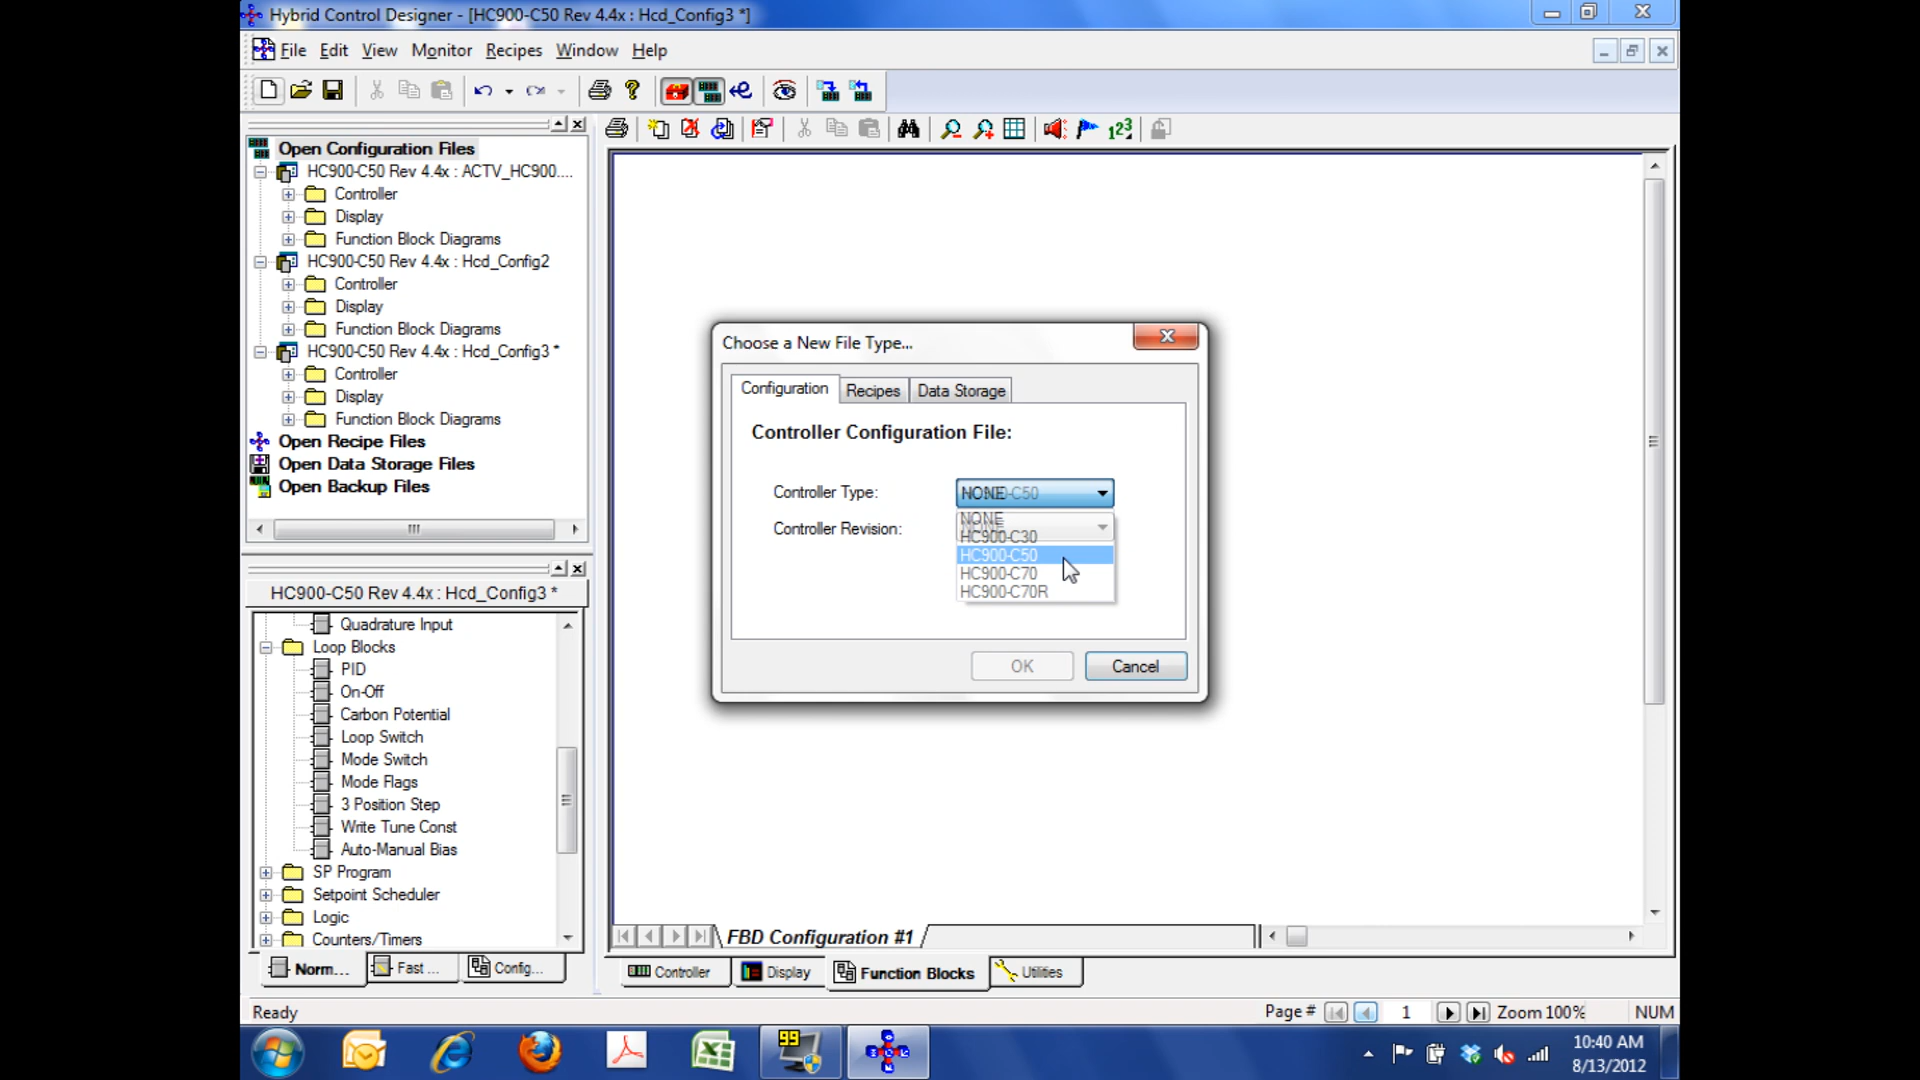 Hybrid Control Designer - [HC900-C50 Rev 4.4x : Hcd_Config3 *]
File Edit View Monitor Recipes Window Help
Open Configuration Files
HC900-C50 Rev 4.4x : ACTV_HC900....
Controller
Display
Function Block Diagrams
HC900-C50 Rev 4.4x : Hcd_Config2
Controller
Display
Function Block Diagrams
HC900-C50 Rev 4.4x : Hcd_Config3 *
Controller
Display
Function Block Diagrams
Open Recipe Files
Open Data Storage Files
Open Backup Files
HC900-C50 Rev 4.4x : Hcd_Config3 *
Quadrature Input
Loop Blocks
PID
On-Off
Carbon Potential
Loop Switch
Mode Switch
Mode Flags
3 Position Step
Write Tune Const
Auto-Manual Bias
SP Program
Setpoint Scheduler
Logic
Counters/Timers
Norm... Fast ... Config...
123
Choose a New File Type...
Configuration Recipes Data Storage
Controller Configuration File:
Controller Type: NONE
Controller Revision:
NONE
HC900-C30
HC900-C50
HC900-C70
HC900-C70R
OK Cancel
FBD Configuration #1
Controller Display Function Blocks Utilities
Ready Page # 1 Zoom 100% NUM
99
10:40 AM
8/13/2012